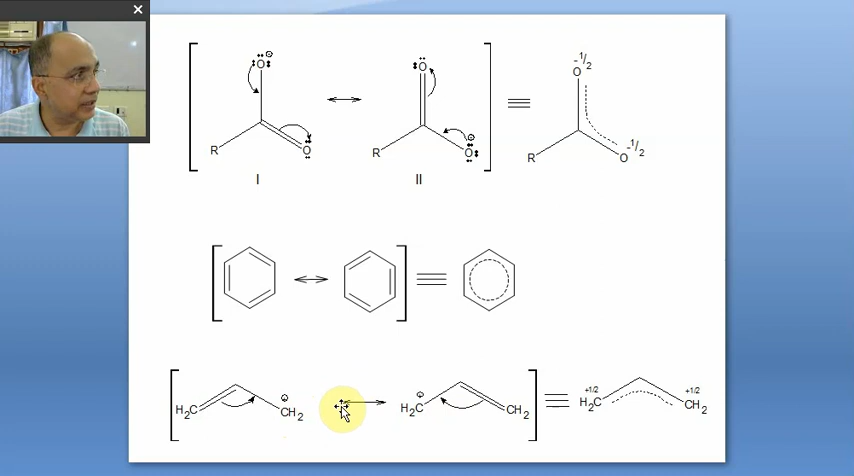 O -1/2
O O O
R O R O R O -1/2
I II
+1/2 +1/2
H2C CH2 H2C CH2 H2C CH2